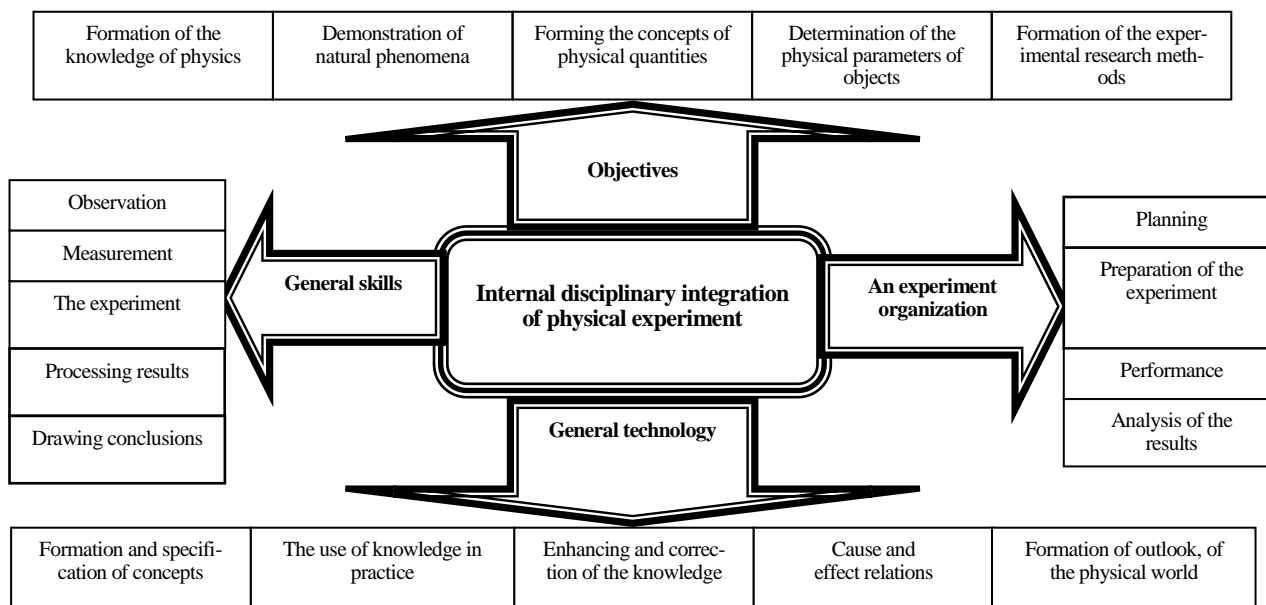 Formation of the
knowledge of physics
Demonstration of
natural phenomena
Forming the concepts of
physical quantities
Determination of the
physical parameters of
objects
Formation of the exper-
imental research meth-
ods
Objectives
Observation
Measurement
The experiment
Processing results
Drawing conclusions
General skills
Internal disciplinary integration
of physical experiment
An experiment
organization
Planning
Preparation of the
experiment
Performance
Analysis of the
results
General technology
Formation and specifi-
cation of concepts
The use of knowledge in
practice
Enhancing and correc-
tion of the knowledge
Cause and
effect relations
Formation of outlook, of
the physical world